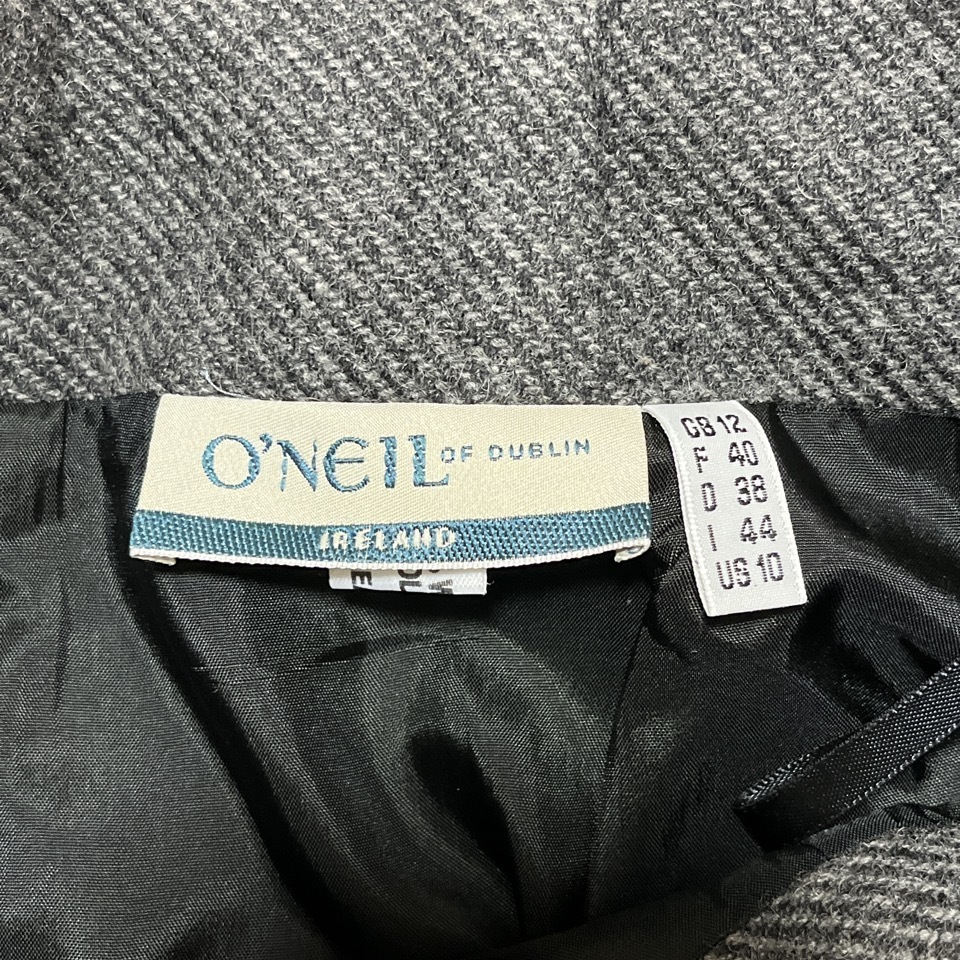 O'NEIL OF DUBLIN
IRELAND
GB 12
F 40
D 38
I 44
US 10